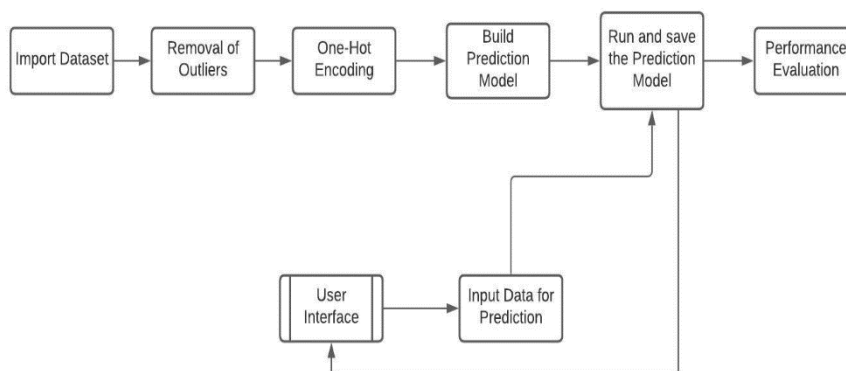 Import Dataset
Removal of
Outliers
One-Hot
Encoding
Build
Prediction
Model
Run and save
the Prediction
Model
Performance
Evaluation
User
Interface
Input Data for
Prediction